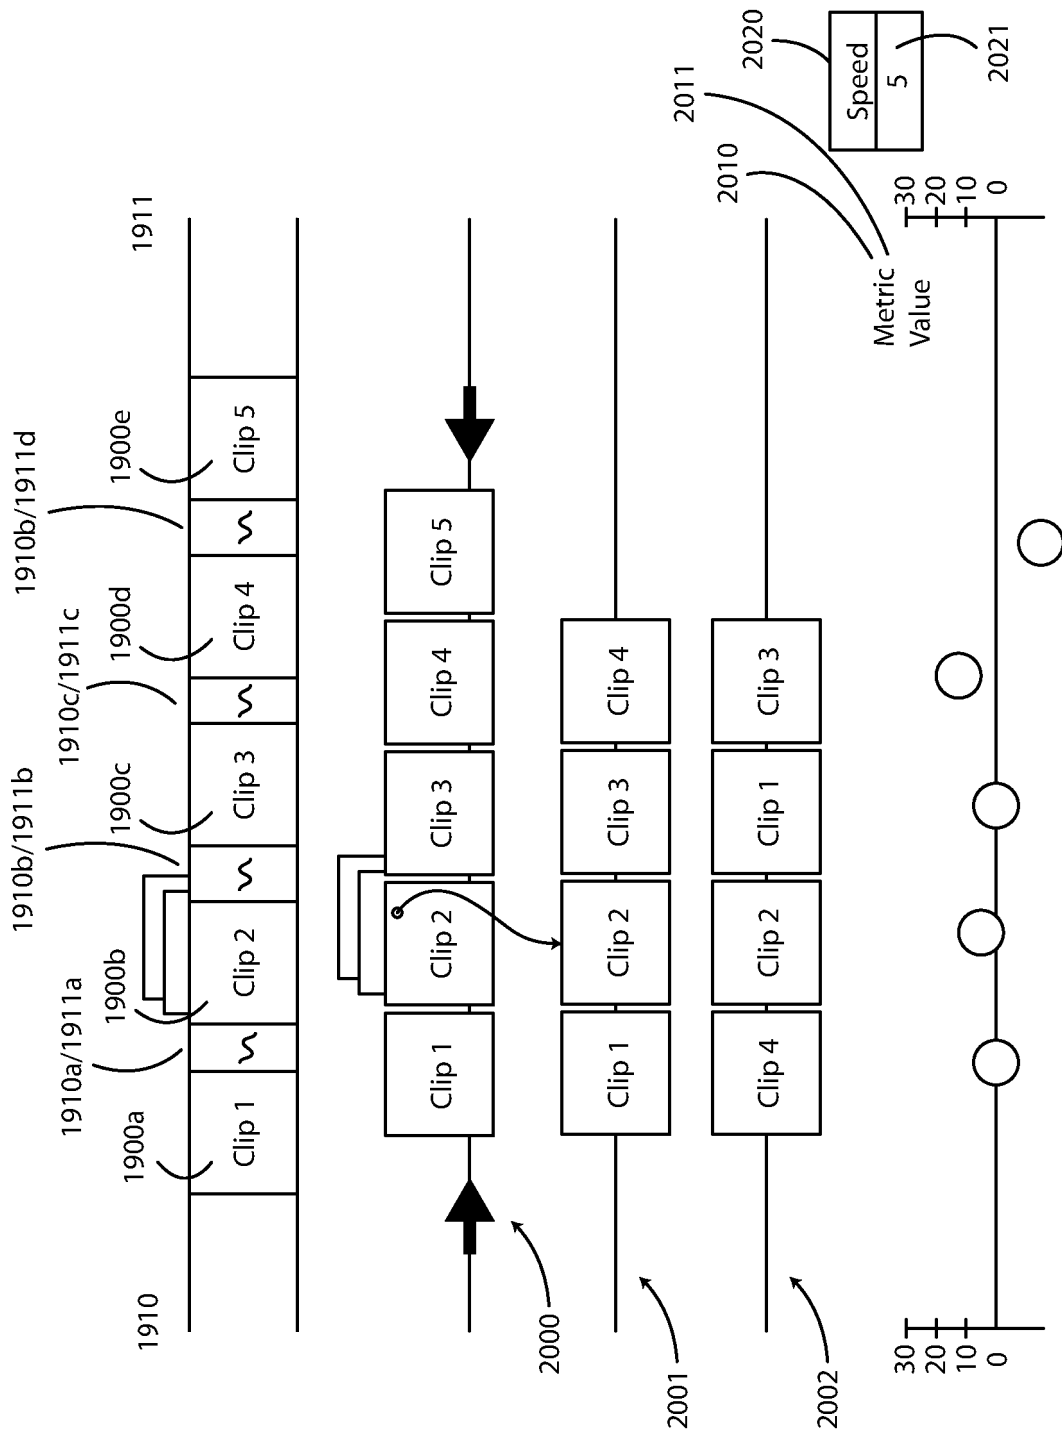 1910b/1911b
1910b/1911d
1910a/1911a
1910c/1911c
1900a
1900b
1900c
1900d
1900e
1910
1911
Clip 1
Clip 2
Clip 3
Clip 4
Clip 5
Clip 1
Clip 2
Clip 3
Clip 4
Clip 5
2000
Clip 1
Clip 2
Clip 3
Clip 4
2001
Clip 4
Clip 2
Clip 1
Clip 3
2002
2010
2011
2020
Metric
Value
Speed
5
2021
30
20
10
0
30
20
10
0